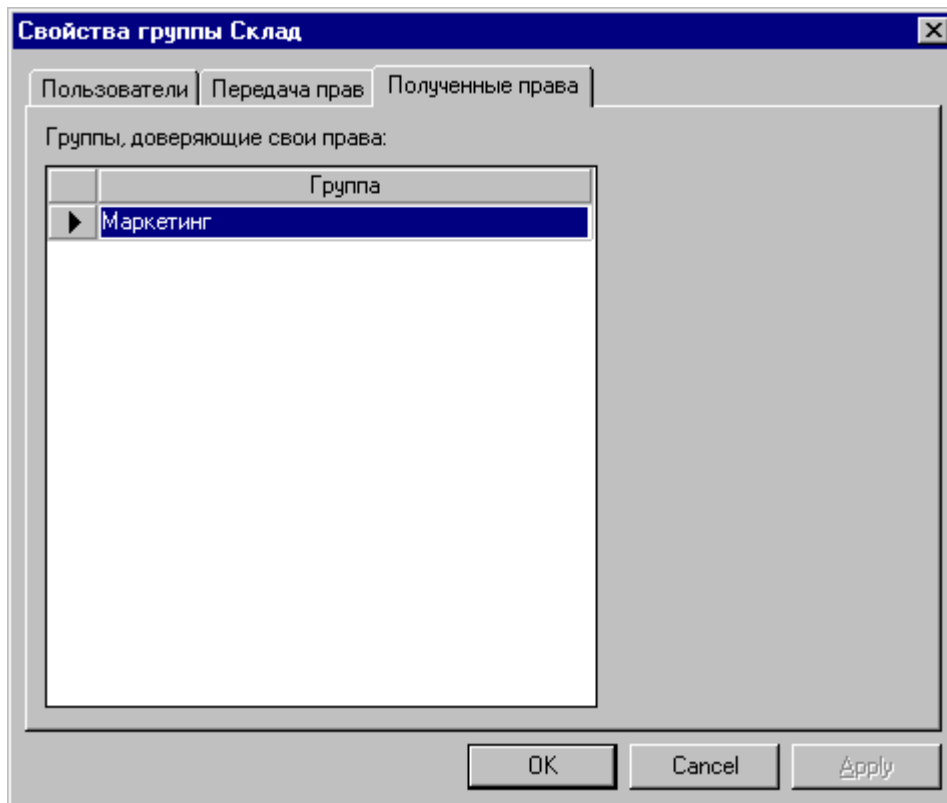 Свойства группы Склад
Пользователи Передача прав Полученные права
Группы, доверяющие свои права:
Группа
Маркетинг
OK Cancel Apply